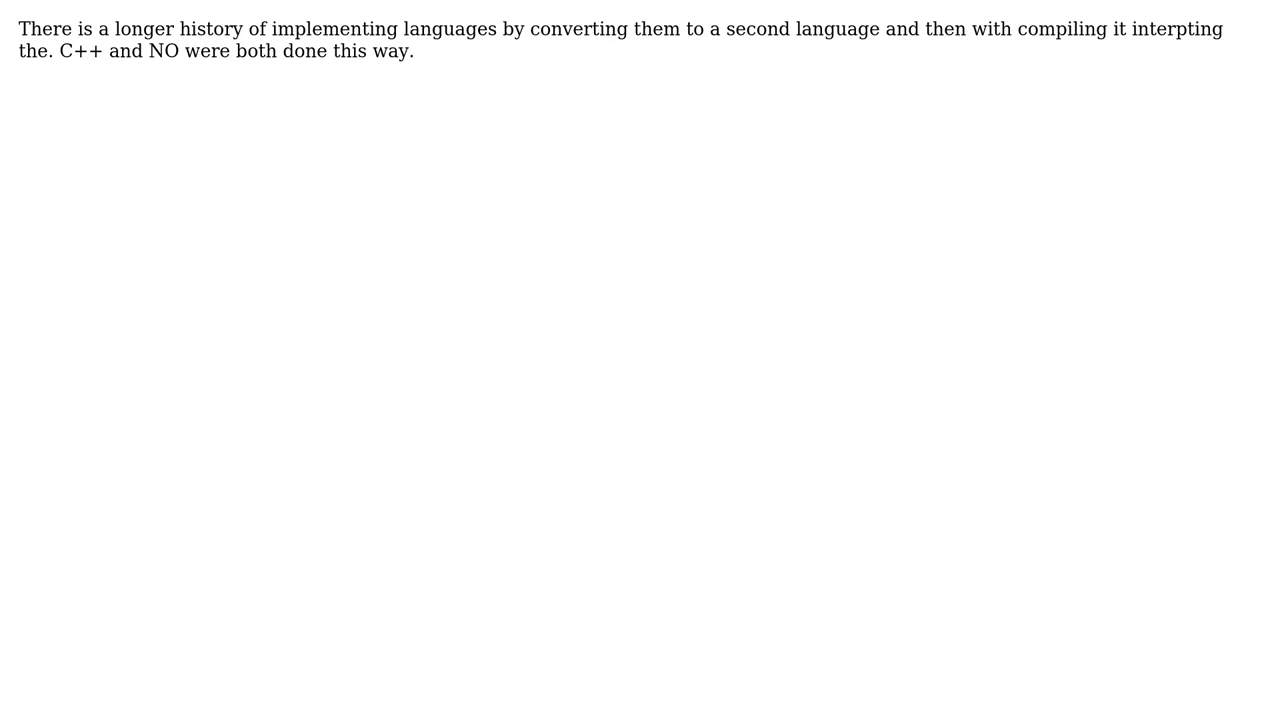 There is a longer history of implementing languages by converting them to a second language and then with compiling it interpting
the. C++ and NO were both done this way.